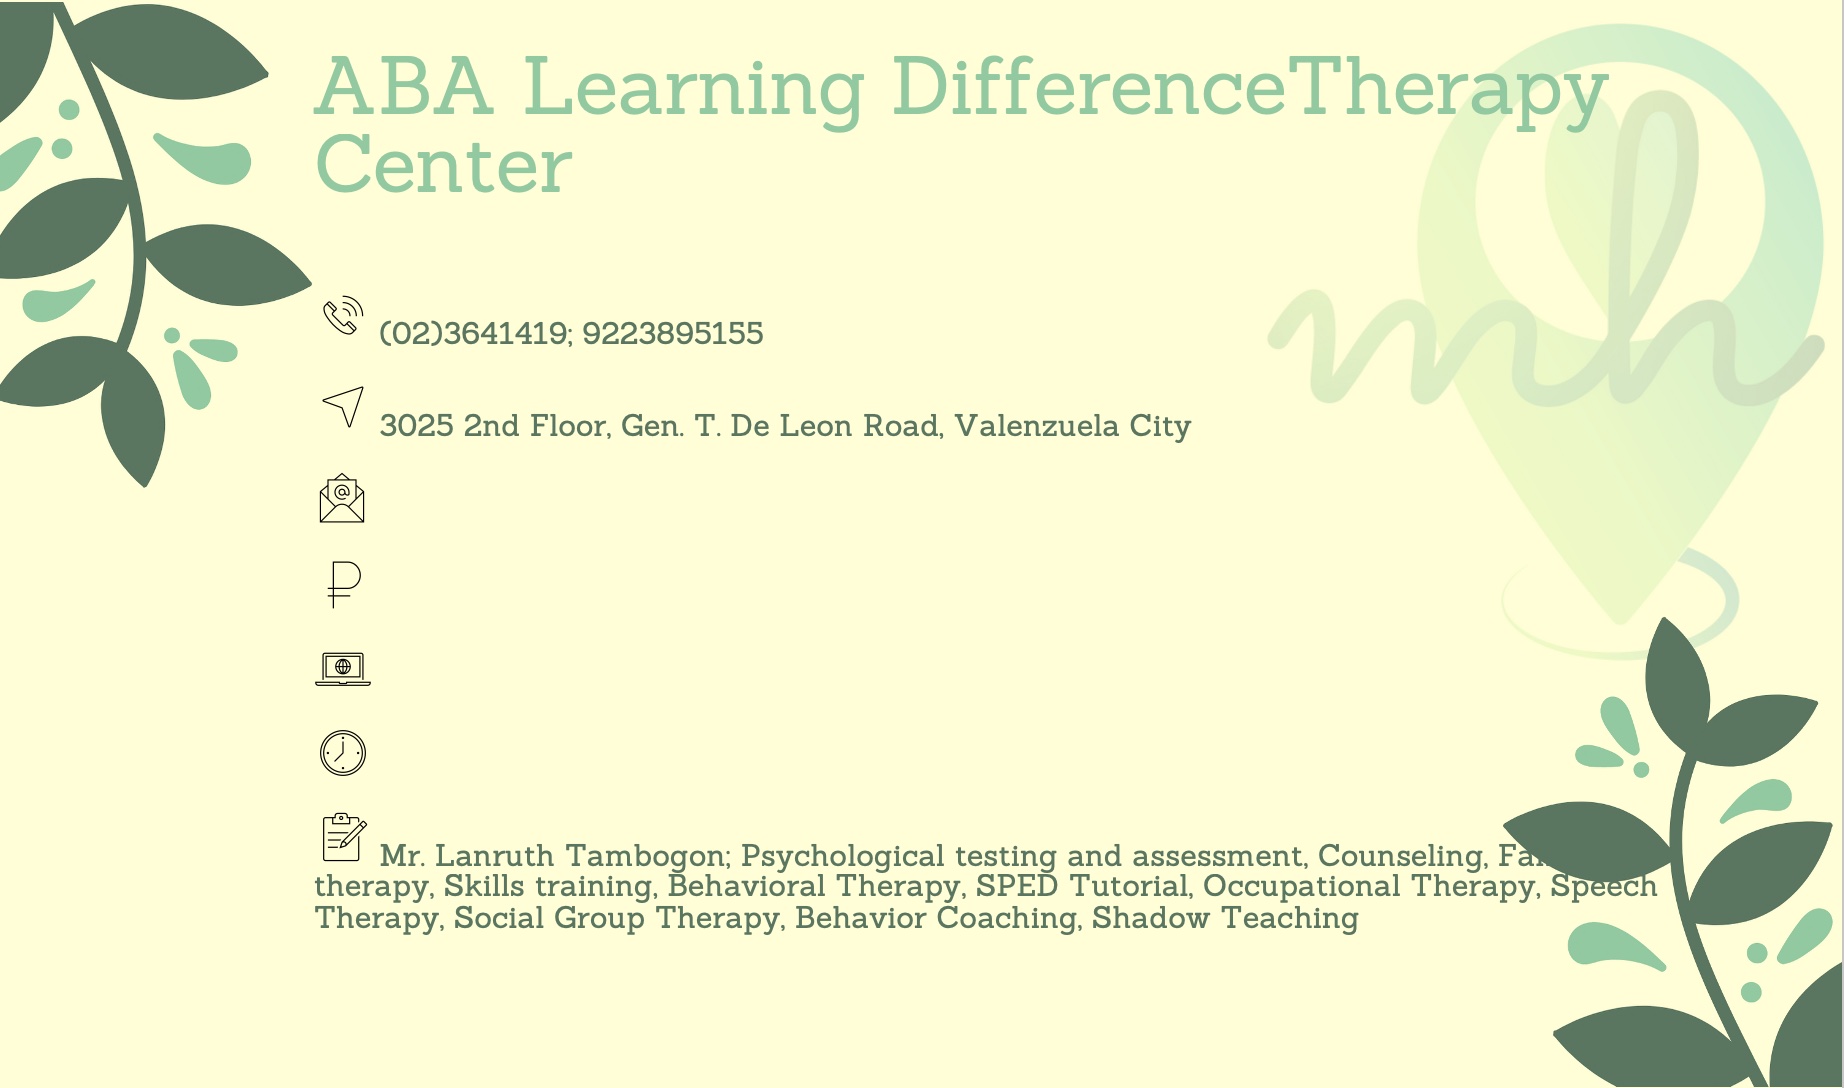 ABA Learning DifferenceTherapy
Center
(02)3641419; 9223895155
3025 2nd Floor, Gen. T. De Leon Road, Valenzuela City
Mr. Lanruth Tambogon; Psychological testing and assessment, Counseling,
therapy, Skills training, Behavioral Therapy, SPED Tutorial, Occupational Therapy, Speech
Therapy, Social Group Therapy, Behavior Coaching, Shadow Teaching
mh